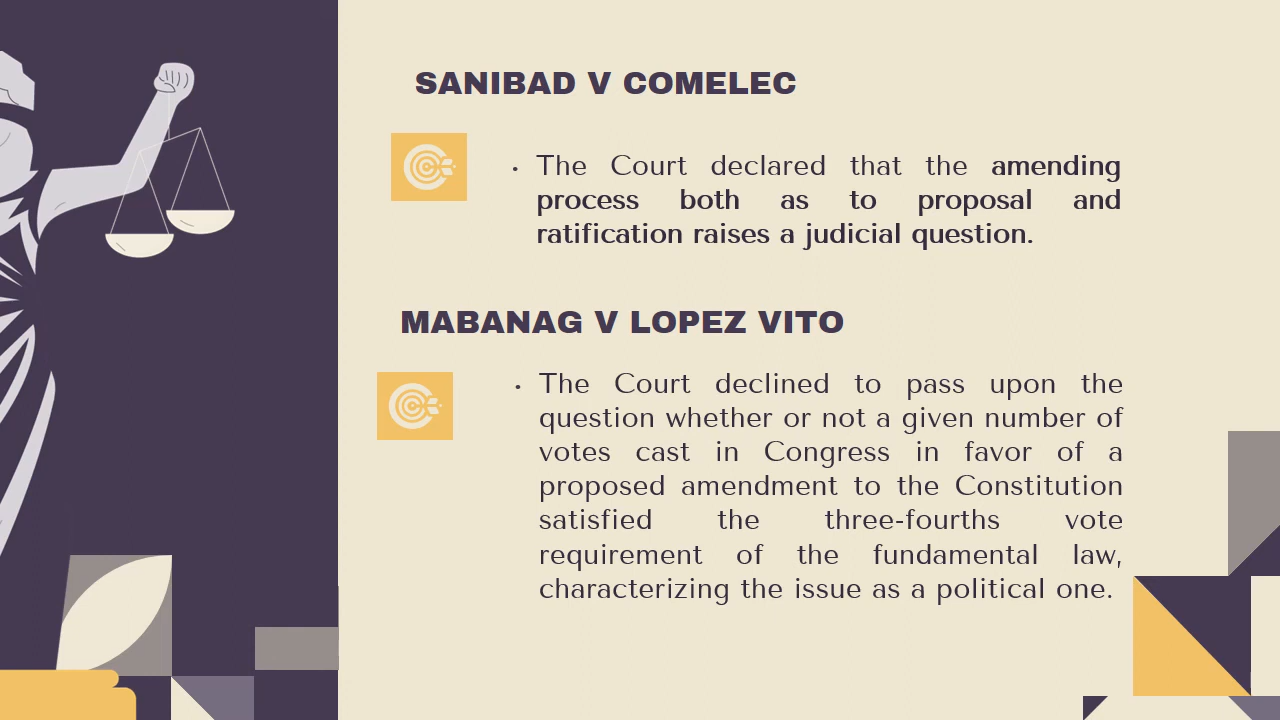 SANIBAD V COMELEC
• The Court declared that the amending
process both as to proposal and
ratification raises a judicial question.
MABANAG V LOPEZ VITO
• The Court declined to pass upon the
question whether or not a given number of
votes cast in Congress in favor of a
proposed amendment to the Constitution
satisfied the three-fourths vote
requirement of the fundamental law,
characterizing the issue as a political one.